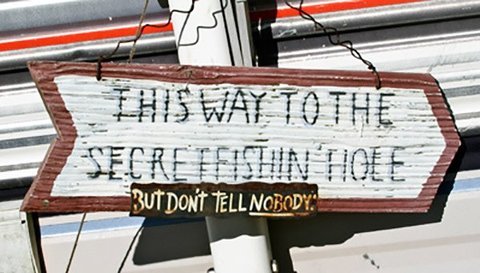 THIS WAY TO THE
SECRET FISHIN' HOLE
BUT DON'T TELL NOBODY!